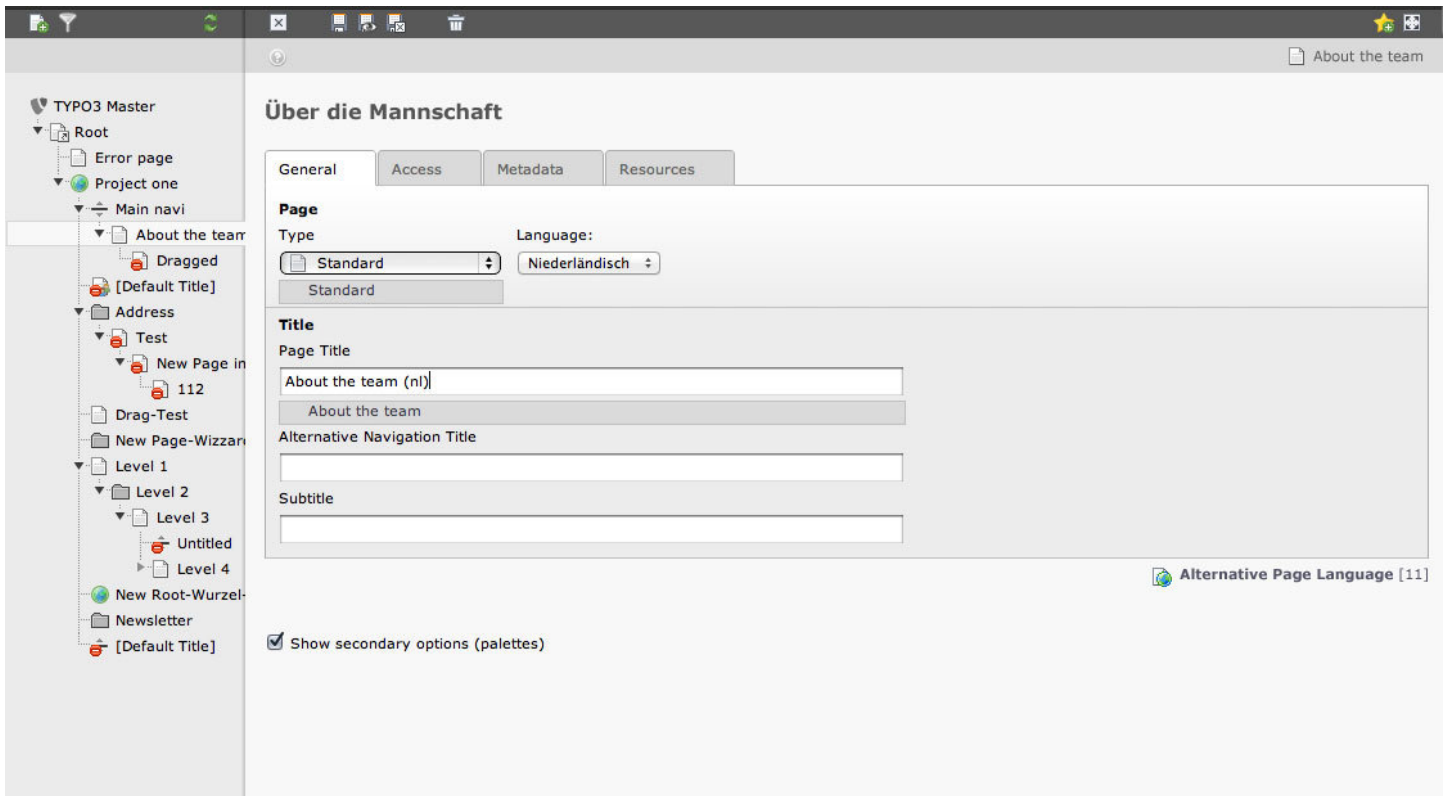 About the team
TYPO3 Master
Root
Error page
Project one
Main navi
About the team
Dragged
[Default Title]
Address
Test
New Page in
112
Drag-Test
New Page-Wizzar
Level 1
Level 2
Level 3
Untitled
Level 4
New Root-Wurzel-
Newsletter
[Default Title]
Über die Mannschaft
General Access Metadata Resources
Page
Type Language:
Standard Niederländisch
Standard
Title
Page Title
About the team (nl)
About the team
Alternative Navigation Title
Subtitle
Alternative Page Language [11]
Show secondary options (palettes)